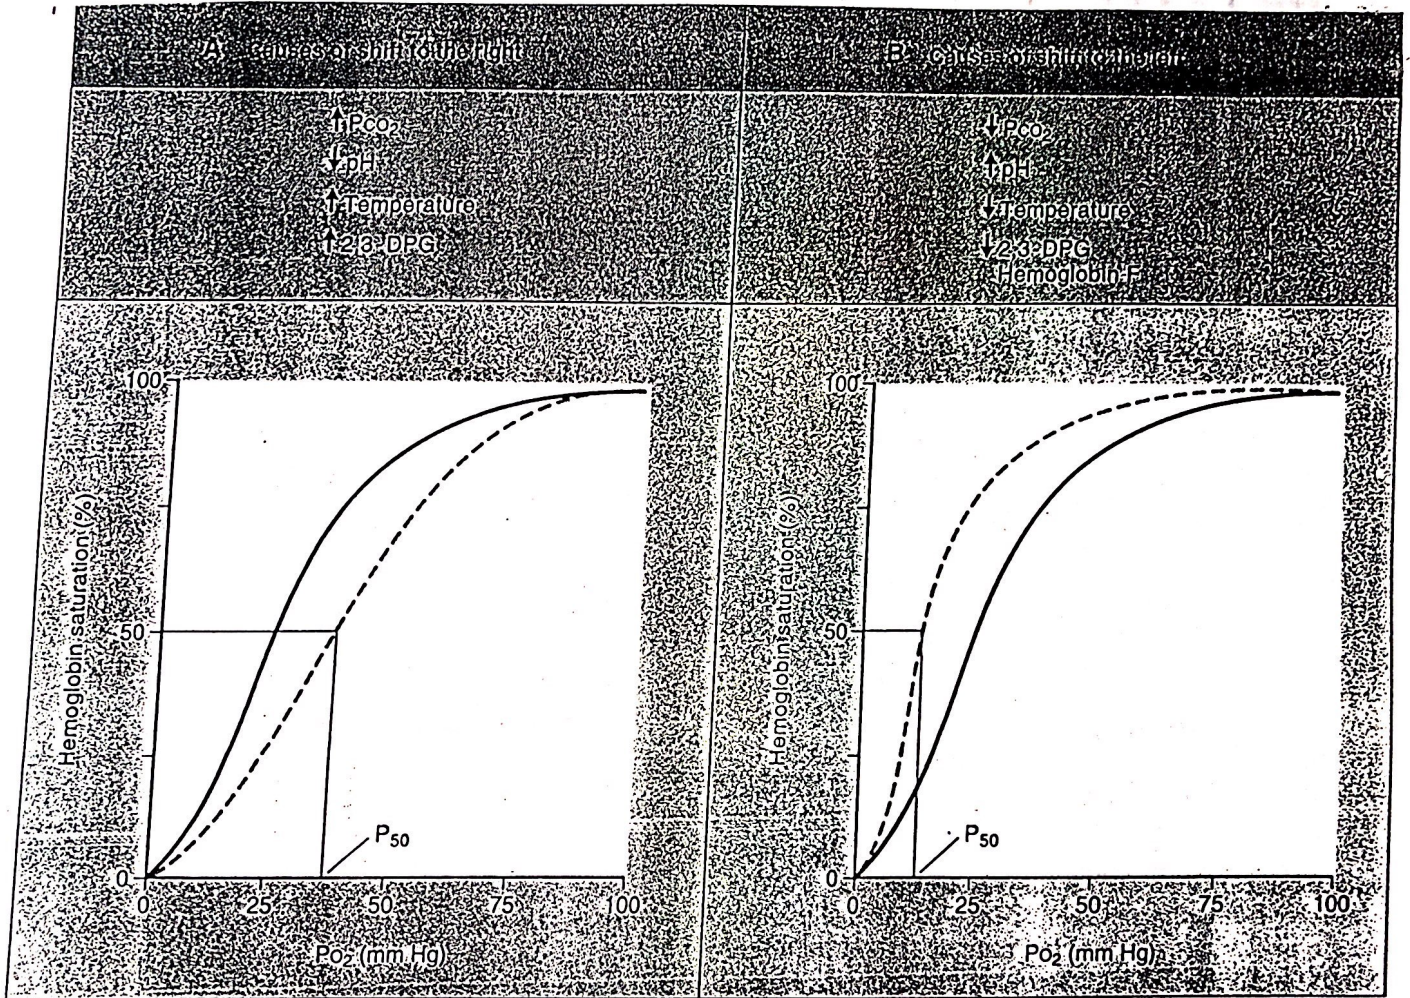 A Causes of shift to the right
↑Pco₂
↓pH
↑Temperature
↑2,3-DPG
B Causes of shift to the left
↓Pco₂
↑pH
↓Temperature
↓2,3-DPG
Hemoglobin F
Hemoglobin saturation (%)
100
50
0
P₅₀
0 25 50 75 100
Po₂ (mm Hg)
Hemoglobin saturation (%)
100
50
0
P₅₀
0 25 50 75 100
Po₂ (mm Hg)